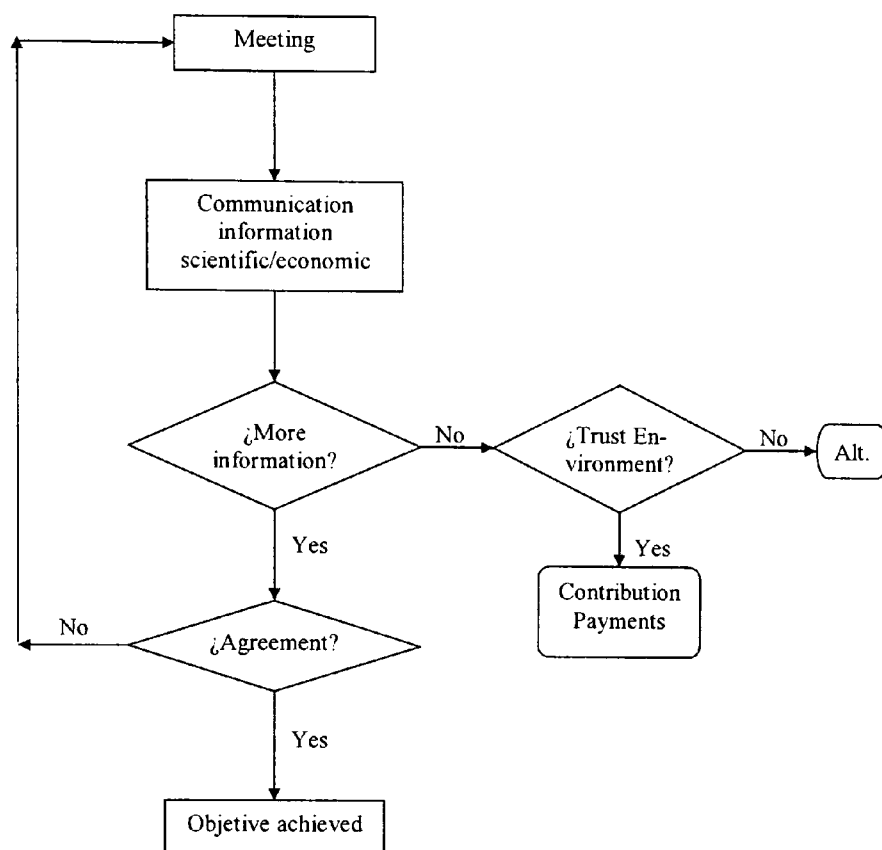 Meeting
Communication
information
scientific/economic
¿More
information?
No
¿Trust En-
vironment?
No
Alt.
Yes
Yes
Contribution
Payments
No
¿Agreement?
Yes
Objetive achieved